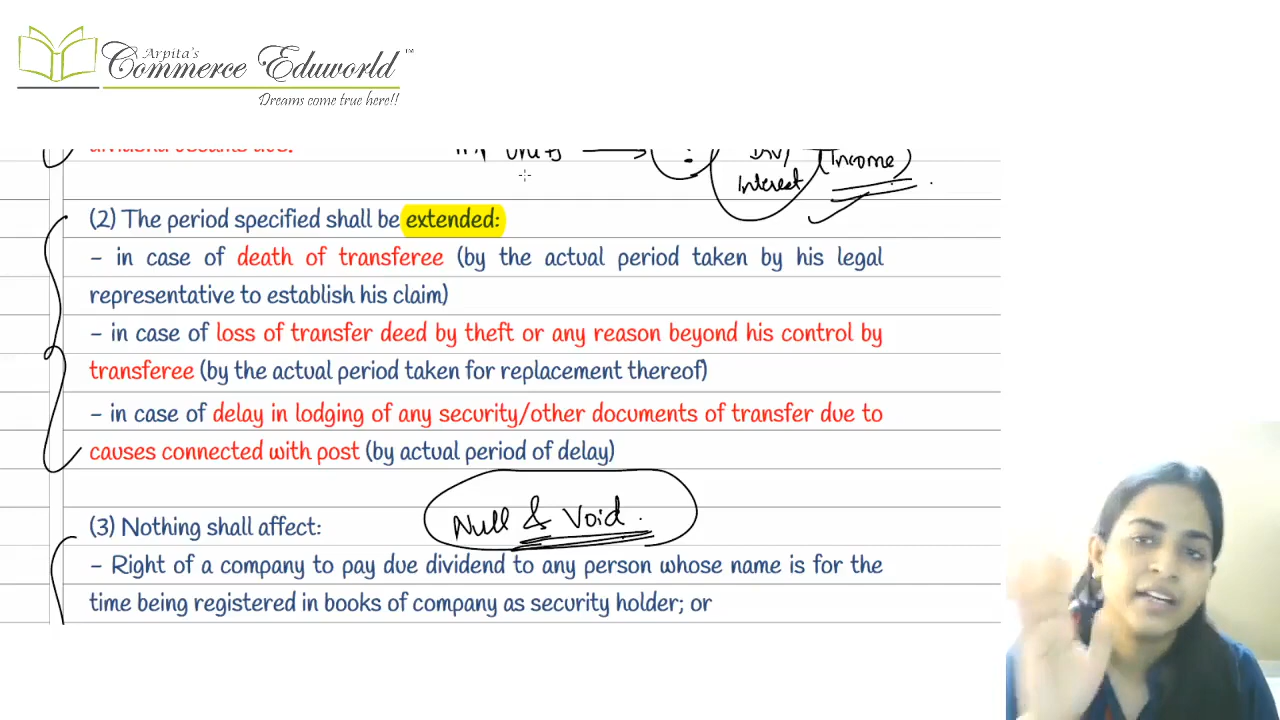 Arpita's
Commerce Eduworld™
Dreams come true here!!
dividend became due.
units
Interest (Income)
(2) The period specified shall be extended:
- in case of death of transferee (by the actual period taken by his legal
representative to establish his claim)
- in case of loss of transfer deed by theft or any reason beyond his control by
transferee (by the actual period taken for replacement thereof)
- in case of delay in lodging of any security/other documents of transfer due to
causes connected with post (by actual period of delay)
Null & Void.
(3) Nothing shall affect:
- Right of a company to pay due dividend to any person whose name is for the
time being registered in books of company as security holder; or